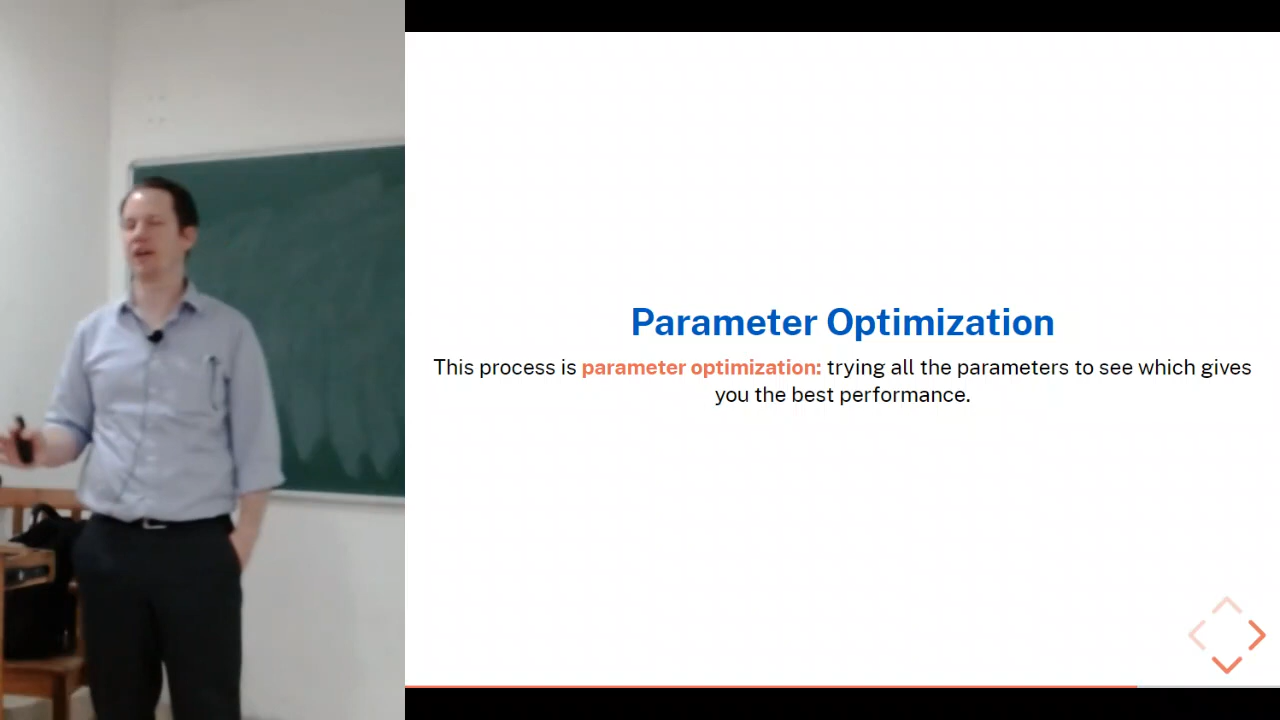 Parameter Optimization
This process is parameter optimization: trying all the parameters to see which gives
you the best performance.